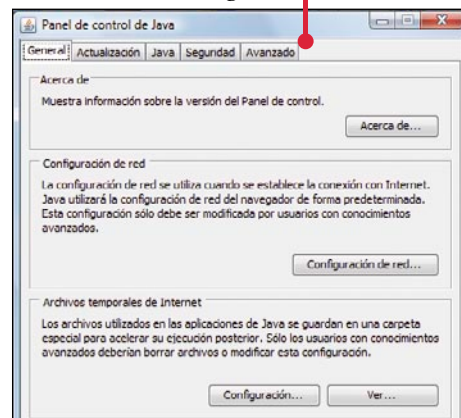 Panel de control de Java
General Actualización Java Seguridad Avanzado
Acerca de
Muestra información sobre la versión del Panel de control.
Acerca de...
Configuración de red
La configuración de red se utiliza cuando se establece la conexión con Internet.
Java utilizará la configuración de red del navegador de forma predeterminada.
Esta configuración sólo debe ser modificada por usuarios con conocimientos
avanzados.
Configuración de red...
Archivos temporales de Internet
Los archivos utilizados en las aplicaciones de Java se guardan en una carpeta
especial para acelerar su ejecución posterior. Sólo los usuarios con conocimientos
avanzados deberían borrar archivos o modificar esta configuración.
Configuración... Ver...